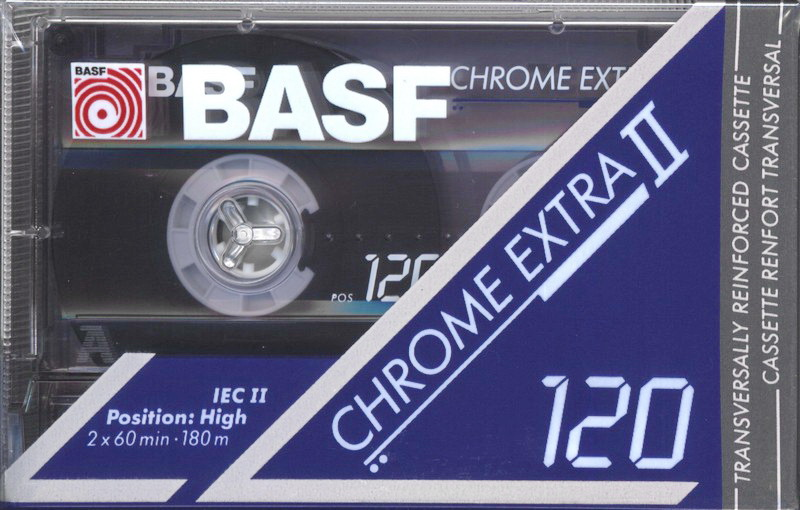 BASF
BASF
BASF
CHROME EXT
POS 120
CHROME EXTRA II
IEC II
Position: High
2 x 60 min · 180 m
120
TRANSVERSALLY REINFORCED CASSETTE
CASSETTE RENFORT TRANSVERSAL
A